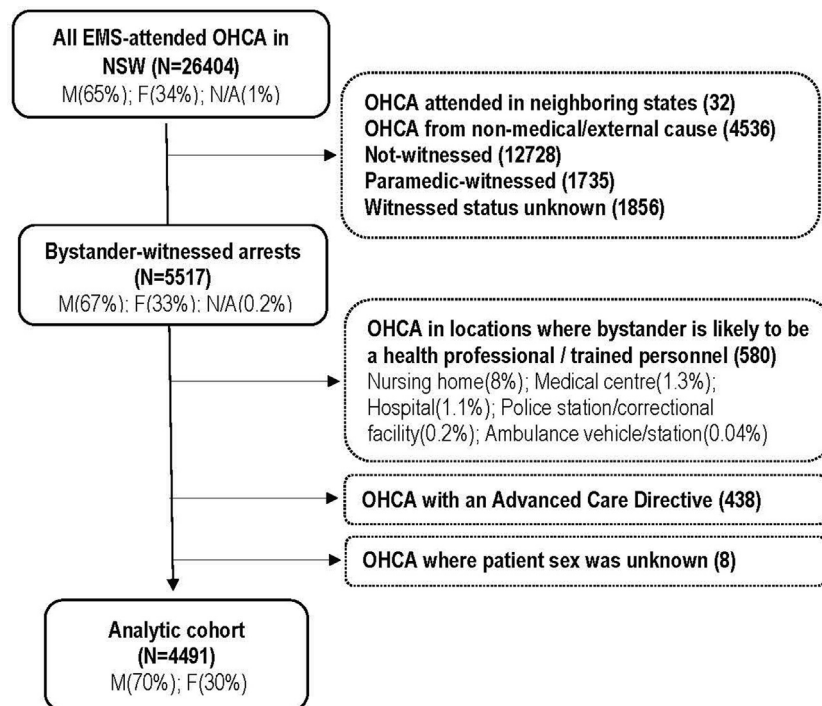 All EMS-attended OHCA in
NSW (N=26404)
M(65%); F(34%); N/A(1%)
OHCA attended in neighboring states (32)
OHCA from non-medical/external cause (4536)
Not-witnessed (12728)
Paramedic-witnessed (1735)
Witnessed status unknown (1856)
Bystander-witnessed arrests
(N=5517)
M(67%); F(33%); N/A(0.2%)
OHCA in locations where bystander is likely to be
a health professional / trained personnel (580)
Nursing home(8%); Medical centre(1.3%);
Hospital(1.1%); Police station/correctional
facility(0.2%); Ambulance vehicle/station(0.04%)
OHCA with an Advanced Care Directive (438)
OHCA where patient sex was unknown (8)
Analytic cohort
(N=4491)
M(70%); F(30%)